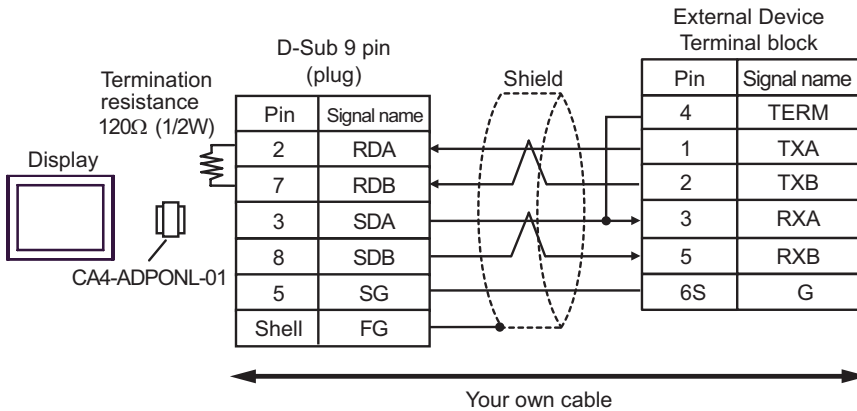 External Device
Terminal block
D-Sub 9 pin
(plug)
Shield
Termination
resistance
120Ω (1/2W)
Display
CA4-ADPONL-01
Pin Signal name
2 RDA
7 RDB
3 SDA
8 SDB
5 SG
Shell FG
Pin Signal name
4 TERM
1 TXA
2 TXB
3 RXA
5 RXB
6S G
Your own cable